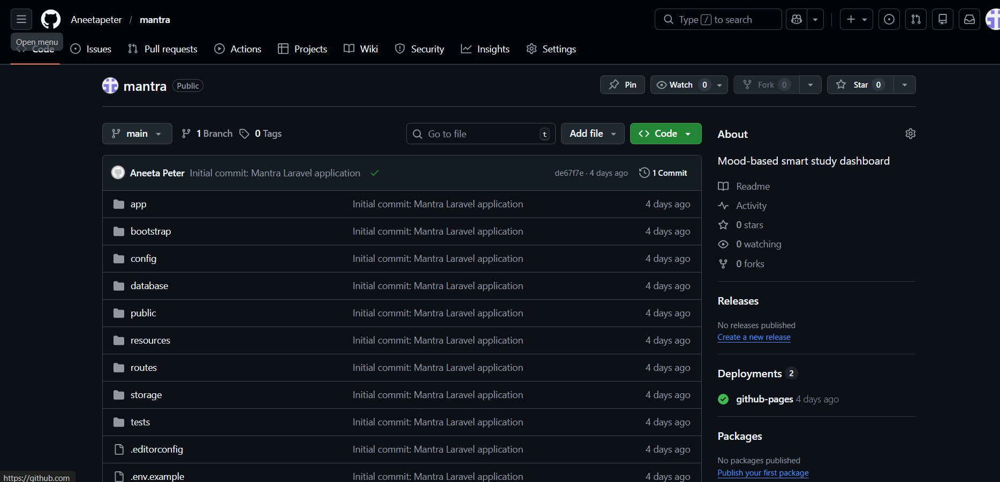 Aneetapeter / mantra
Type / to search
Open menu
Code
Issues
Pull requests
Actions
Projects
Wiki
Security
Insights
Settings
mantra Public
Pin
Watch 0
Fork 0
Star 0
main
1 Branch
0 Tags
Go to file t
Add file
Code
Aneeta Peter Initial commit: Mantra Laravel application
de67f7e · 4 days ago
1 Commit
app Initial commit: Mantra Laravel application 4 days ago
bootstrap Initial commit: Mantra Laravel application 4 days ago
config Initial commit: Mantra Laravel application 4 days ago
database Initial commit: Mantra Laravel application 4 days ago
public Initial commit: Mantra Laravel application 4 days ago
resources Initial commit: Mantra Laravel application 4 days ago
routes Initial commit: Mantra Laravel application 4 days ago
storage Initial commit: Mantra Laravel application 4 days ago
tests Initial commit: Mantra Laravel application 4 days ago
.editorconfig Initial commit: Mantra Laravel application 4 days ago
.env.example Initial commit: Mantra Laravel application 4 days ago
About
Mood-based smart study dashboard
Readme
Activity
0 stars
0 watching
0 forks
Releases
No releases published
Create a new release
Deployments 2
github-pages 4 days ago
Packages
No packages published
Publish your first package
https://github.com